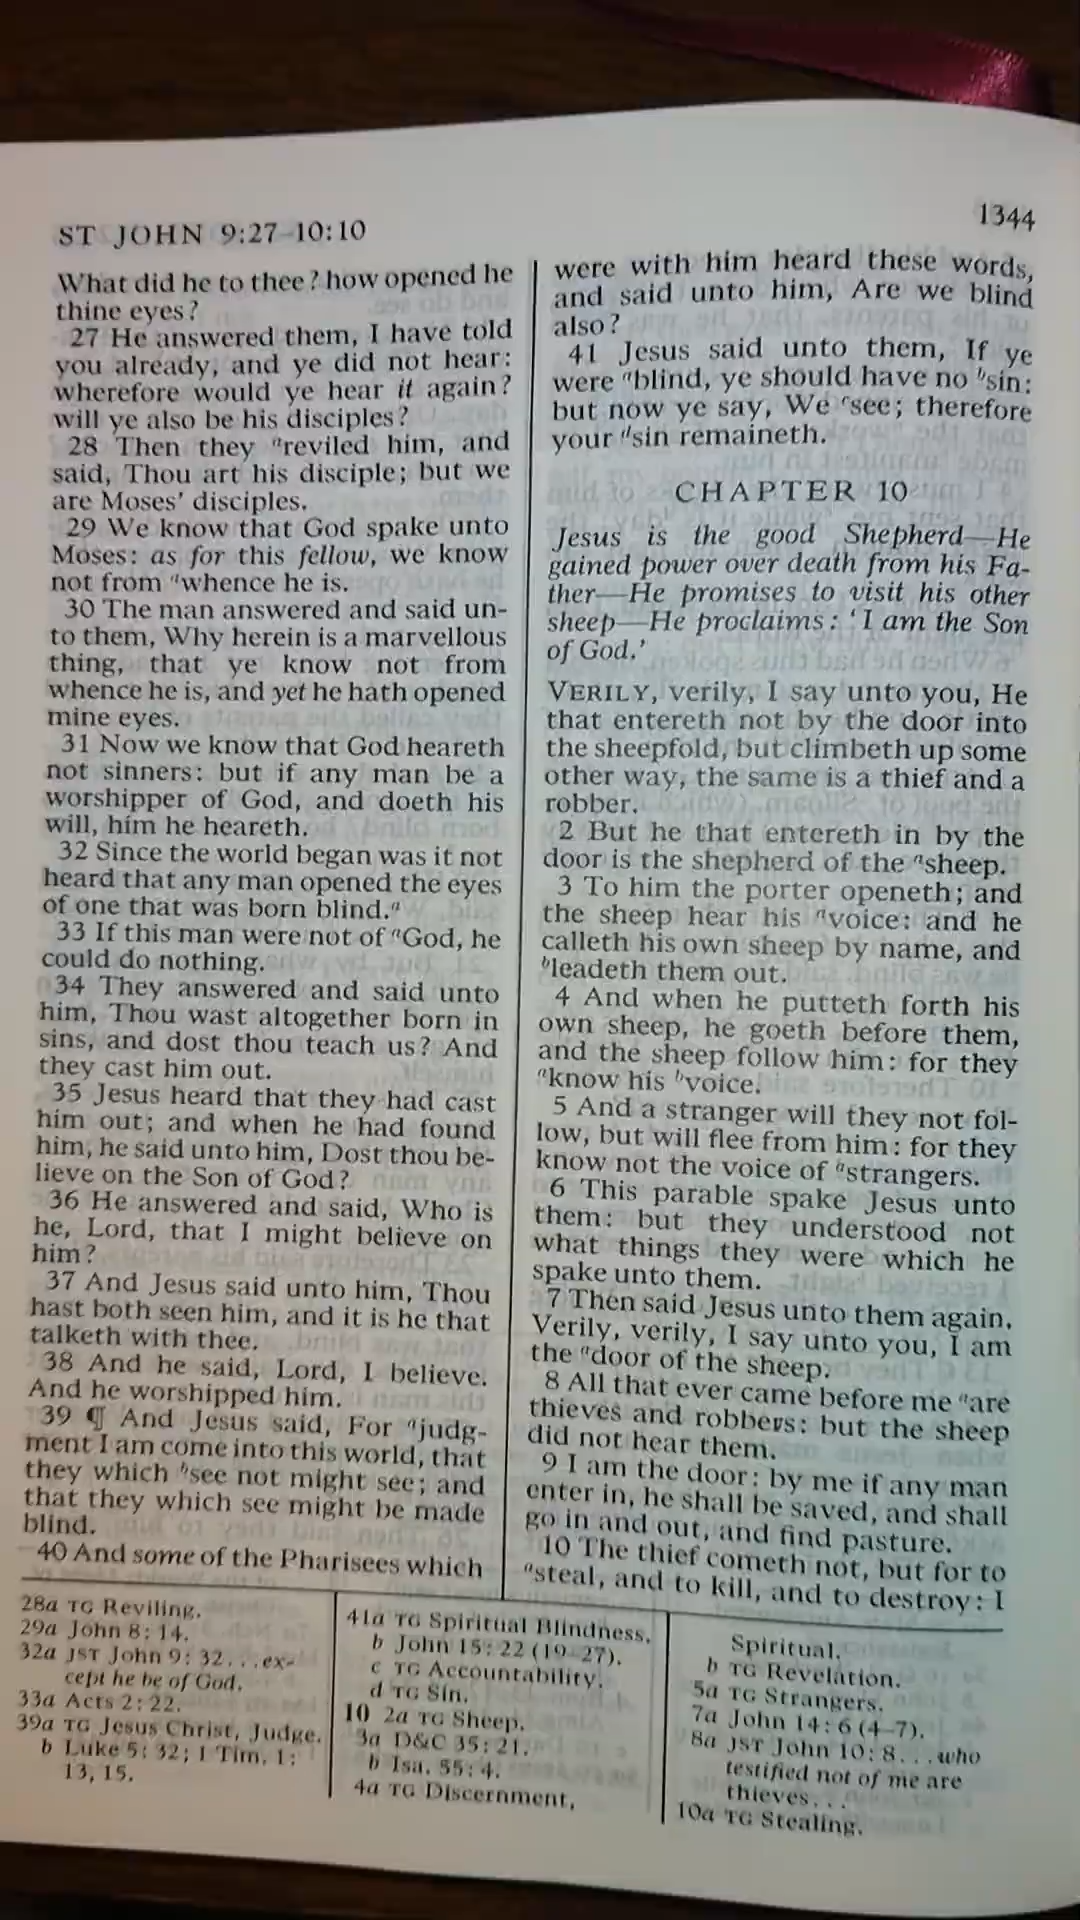 ST JOHN 9:27–10:10
1344
What did he to thee? how opened he
thine eyes?
27 He answered them, I have told
you already, and ye did not hear:
wherefore would ye hear it again?
will ye also be his disciples?
28 Then they ᵃreviled him, and
said, Thou art his disciple; but we
are Moses’ disciples.
29 We know that God spake unto
Moses: as for this fellow, we know
not from ᵃwhence he is.
30 The man answered and said un-
to them, Why herein is a marvellous
thing, that ye know not from
whence he is, and yet he hath opened
mine eyes.
31 Now we know that God heareth
not sinners: but if any man be a
worshipper of God, and doeth his
will, him he heareth.
32 Since the world began was it not
heard that any man opened the eyes
of one that was born blind.ᵃ
33 If this man were not of ᵃGod, he
could do nothing.
34 They answered and said unto
him, Thou wast altogether born in
sins, and dost thou teach us? And
they cast him out.
35 Jesus heard that they had cast
him out; and when he had found
him, he said unto him, Dost thou be-
lieve on the Son of God?
36 He answered and said, Who is
he, Lord, that I might believe on
him?
37 And Jesus said unto him, Thou
hast both seen him, and it is he that
talketh with thee.
38 And he said, Lord, I believe.
And he worshipped him.
39 ¶ And Jesus said, For ᵃjudg-
ment I am come into this world, that
they which ᵇsee not might see; and
that they which see might be made
blind.
40 And some of the Pharisees which
were with him heard these words,
and said unto him, Are we blind
also?
41 Jesus said unto them, If ye
were ᵃblind, ye should have no ᵇsin:
but now ye say, We ᶜsee; therefore
your ᵈsin remaineth.
CHAPTER 10
Jesus is the good Shepherd—He
gained power over death from his Fa-
ther—He promises to visit his other
sheep—He proclaims: ‘I am the Son
of God.’
VERILY, verily, I say unto you, He
that entereth not by the door into
the sheepfold, but climbeth up some
other way, the same is a thief and a
robber.
2 But he that entereth in by the
door is the shepherd of the ᵃsheep.
3 To him the porter openeth; and
the sheep hear his ᵃvoice: and he
calleth his own sheep by name, and
ᵇleadeth them out.
4 And when he putteth forth his
own sheep, he goeth before them,
and the sheep follow him: for they
ᵃknow his ᵇvoice.
5 And a stranger will they not fol-
low, but will flee from him: for they
know not the voice of ᵃstrangers.
6 This parable spake Jesus unto
them: but they understood not
what things they were which he
spake unto them.
7 Then said Jesus unto them again,
Verily, verily, I say unto you, I am
the ᵃdoor of the sheep.
8 All that ever came before me ᵃare
thieves and robbers: but the sheep
did not hear them.
9 I am the door: by me if any man
enter in, he shall be saved, and shall
go in and out, and find pasture.
10 The thief cometh not, but for to
ᵃsteal, and to kill, and to destroy: I
28a TG Reviling.
29a John 8: 14.
32a JST John 9: 32...ex-
cept he be of God.
33a Acts 2: 22.
39a TG Jesus Christ, Judge.
b Luke 5: 32; 1 Tim. 1:
13, 15.
41a TG Spiritual Blindness.
b John 15: 22 (19–27).
c TG Accountability.
d TG Sin.
10 2a TG Sheep.
3a D&C 35: 21.
b Isa. 55: 4.
4a TG Discernment,
Spiritual.
b TG Revelation.
5a TG Strangers.
7a John 14: 6 (4–7).
8a JST John 10: 8...who
testified not of me are
thieves...
10a TG Stealing.